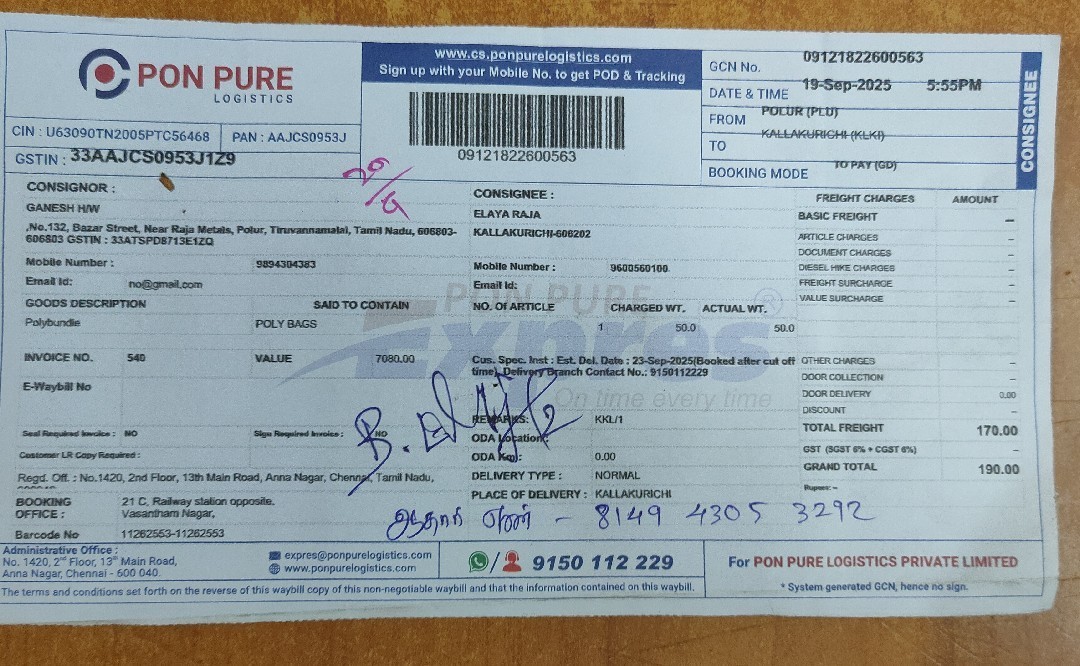 PON PURE
LOGISTICS
www.cs.ponpurelogistics.com
Sign up with your Mobile No. to get POD & Tracking
09121822600563
GCN No. 09121822600563
DATE & TIME 19-Sep-2025 5:55PM
FROM POLUR (PLU)
TO KALLAKURICHI (KLKI)
BOOKING MODE TO PAY (GD)
CONSIGNEE
CIN : U63090TN2005PTC56468 PAN : AAJCS0953J
GSTIN : 33AAJCS0953J1Z9
CONSIGNOR :
GANESH H/W
,No.132, Bazar Street, Near Raja Metals, Polur, Tiruvannamalai, Tamil Nadu, 606803-
606803 GSTIN : 33ATSPD8713E1ZQ
Mobile Number : 9894304383
Email Id: no@gmail.com
CONSIGNEE :
ELAYA RAJA
KALLAKURICHI-606202
Mobile Number : 9600560100
Email Id:
FREIGHT CHARGES AMOUNT
BASIC FREIGHT –
ARTICLE CHARGES –
DOCUMENT CHARGES –
DIESEL HIKE CHARGES –
FREIGHT SURCHARGE –
VALUE SURCHARGE –
PON PURE
Expres
On time every time
GOODS DESCRIPTION SAID TO CONTAIN NO. Of ARTICLE CHARGED WT. ACTUAL WT.
Polybundle POLY BAGS 1 50.0 50.0
INVOICE NO. 540 VALUE 7080.00
E-Waybill No
Cus. Spec. Inst : Est. Del. Date : 23-Sep-2025(Booked after cut off
time), Delivery Branch Contact No.: 9150112229
REMARKS: KKL/1
ODA Location:
ODA Km): 0.00
DELIVERY TYPE : NORMAL
PLACE OF DELIVERY : KALLAKURICHI
OTHER CHARGES –
DOOR COLLECTION –
DOOR DELIVERY 0.00
DISCOUNT –
TOTAL FREIGHT 170.00
GST (SGST 6% + CGST 6%) –
GRAND TOTAL 190.00
Rupees: –
Seal Required Invoice : NO Sign Required Invoice : NO
Customer LR Copy Required :
Regd. Off. : No.1420, 2nd Floor, 13th Main Road, Anna Nagar, Chennai, Tamil Nadu,
BOOKING OFFICE : 21 C, Railway station opposite.
Vasantham Nagar,
Barcode No 11262553-11262553
ஆதார் எண் - 8149 4305 3292
Administrative Office :
No. 1420, 2nd Floor, 13th Main Road,
Anna Nagar, Chennai - 600 040.
expres@ponpurelogistics.com
www.ponpurelogistics.com
9150 112 229
For PON PURE LOGISTICS PRIVATE LIMITED
* System generated GCN, hence no sign.
The terms and conditions set forth on the reverse of this waybill copy of this non-negotiable waybill and that the information contained on this waybill.